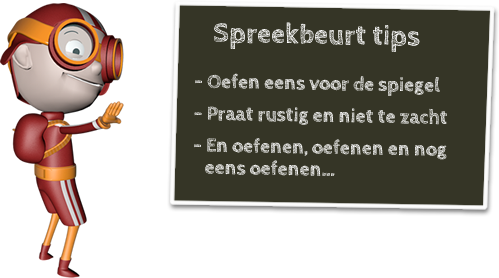 Spreekbeurt tips
- Oefen eens voor de spiegel
- Praat rustig en niet te zacht
- En oefenen, oefenen en nog
eens oefenen...